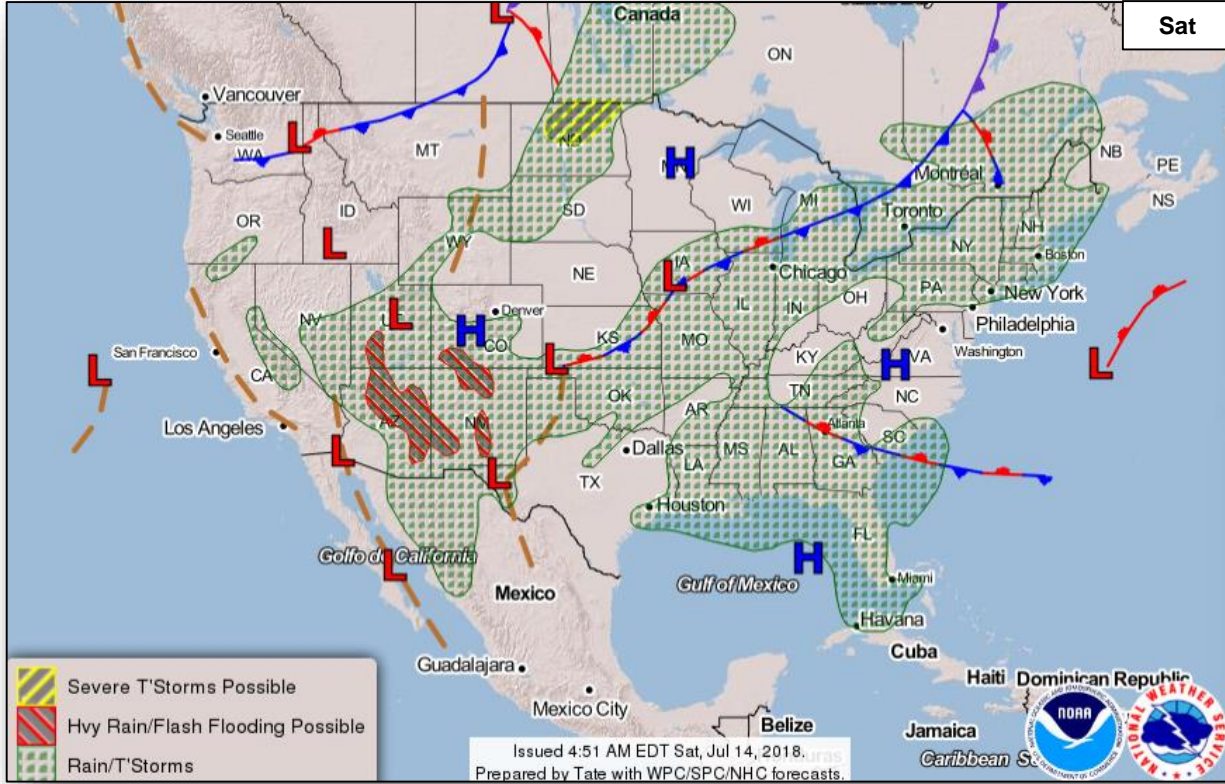 Sat
Canada
ON
Vancouver
Seattle
WA
MT
ND
MN
Montréal
NB
PE
NS
OR
ID
WY
SD
WI
MI
Toronto
NH
NY
Boston
NE
IA
Chicago
IL
IN
OH
PA
New York
Philadelphia
Washington
NV
Denver
CO
KS
MO
KY
VA
San Francisco
CA
Los Angeles
AZ
NM
OK
AR
TN
NC
SC
Atlanta
Dallas
TX
LA
MS
AL
GA
Houston
FL
Golfo de California
Gulf of Mexico
Miami
Mexico
Havana
Cuba
Guadalajara
Mexico City
Haiti
Dominican Republic
Belize
Jamaica
Caribbean
L
L
L
L
L
L
L
L
L
L
L
H
H
H
H
Severe T'Storms Possible
Hvy Rain/Flash Flooding Possible
Rain/T'Storms
Issued 4:51 AM EDT Sat, Jul 14, 2018.
Prepared by Tate with WPC/SPC/NHC forecasts.
NOAA
NATIONAL WEATHER SERVICE